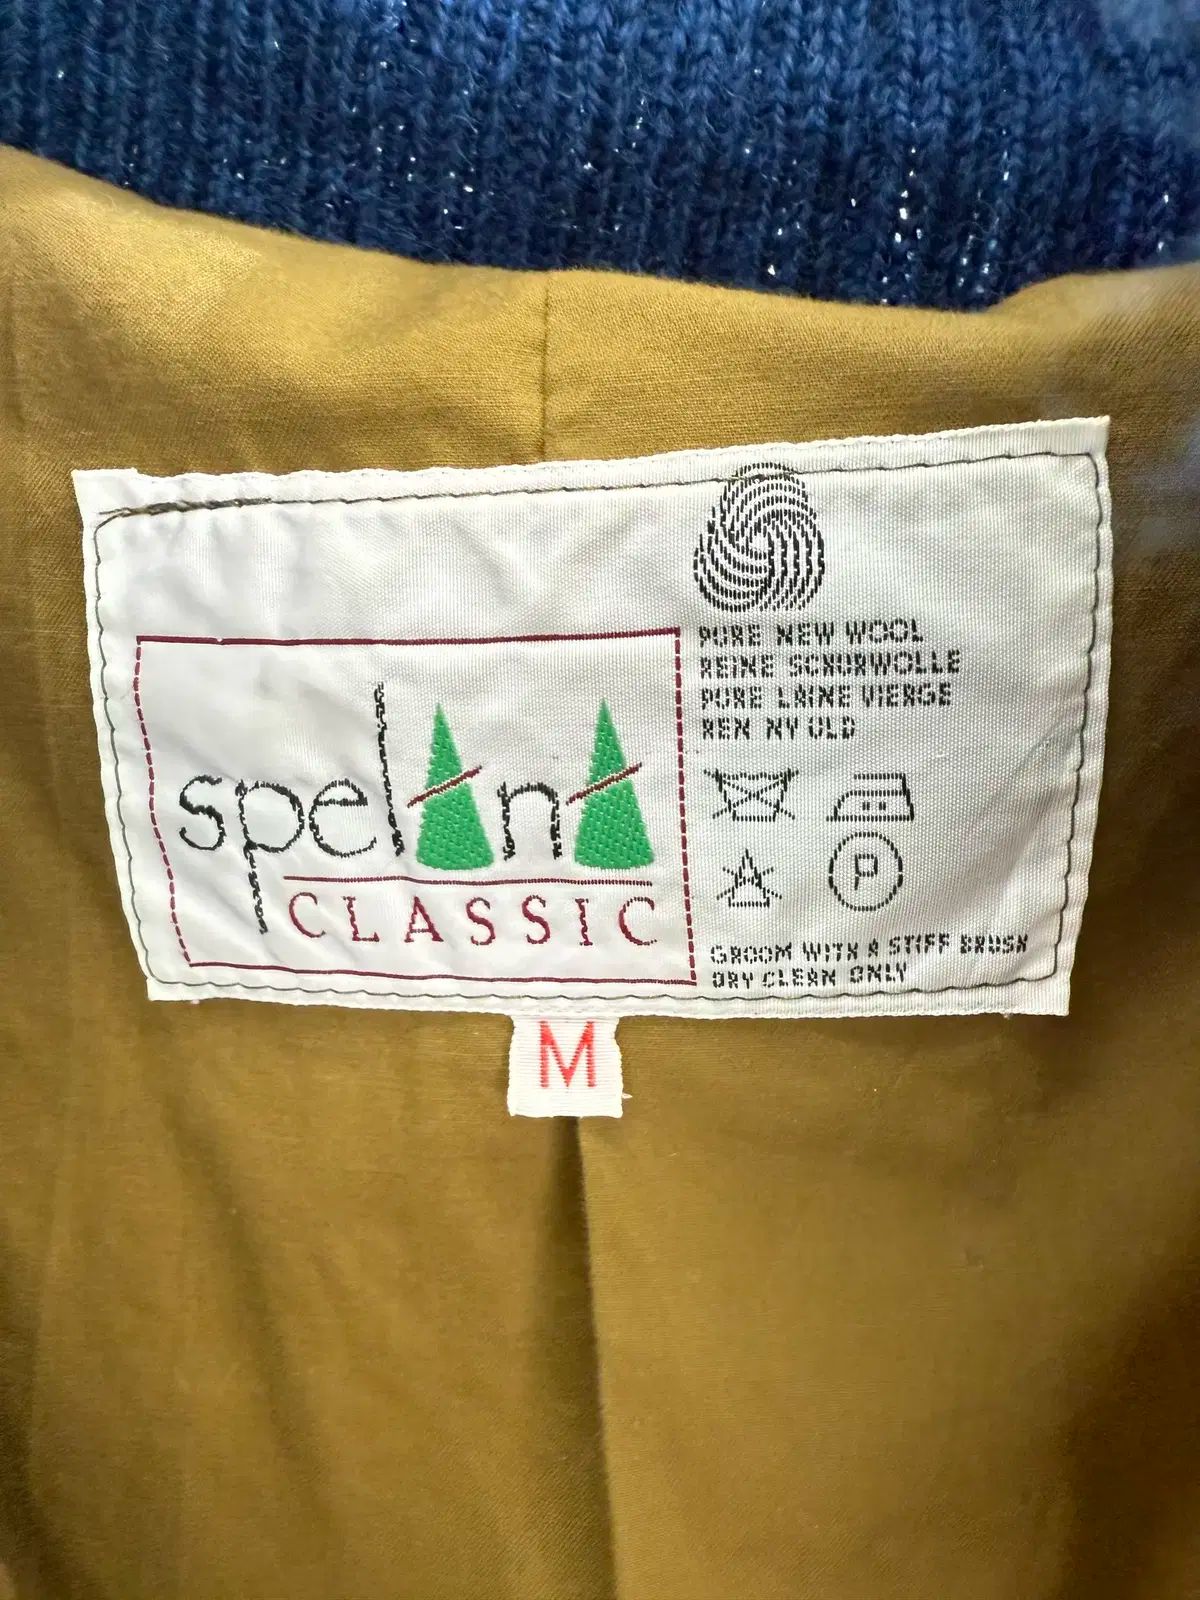 spelina
CLASSIC
PURE NEW WOOL
REINE SCHURWOLLE
PURE LAINE VIERGE
REN NY ULD
P
GROOM WITH A STIFF BRUSH
DRY CLEAN ONLY
M